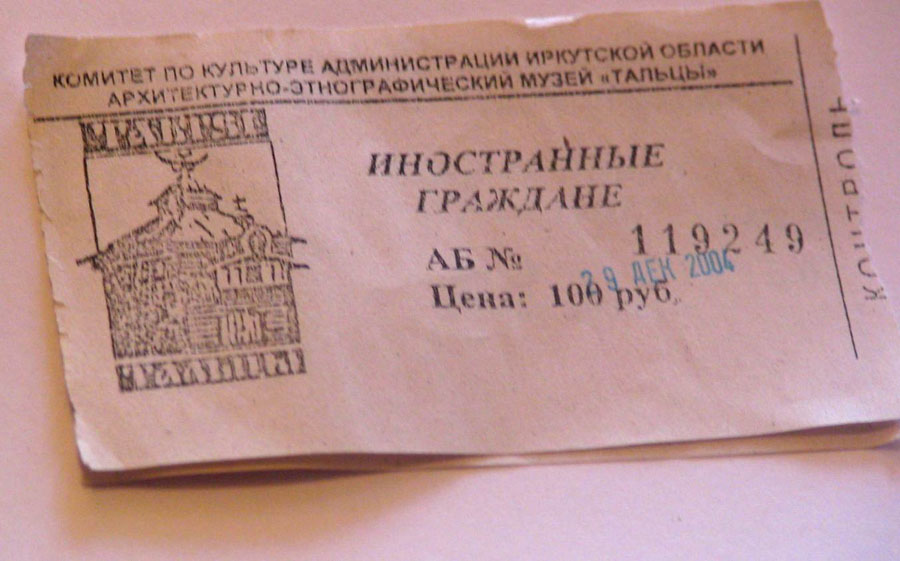 КОМИТЕТ ПО КУЛЬТУРЕ АДМИНИСТРАЦИИ ИРКУТСКОЙ ОБЛАСТИ
АРХИТЕКТУРНО-ЭТНОГРАФИЧЕСКИЙ МУЗЕЙ «ТАЛЬЦЫ»
ИНОСТРАННЫЕ
ГРАЖДАНЕ
АБ № 119249
29 ДЕК 2004
Цена: 100 руб.
КОНТРОЛЬ